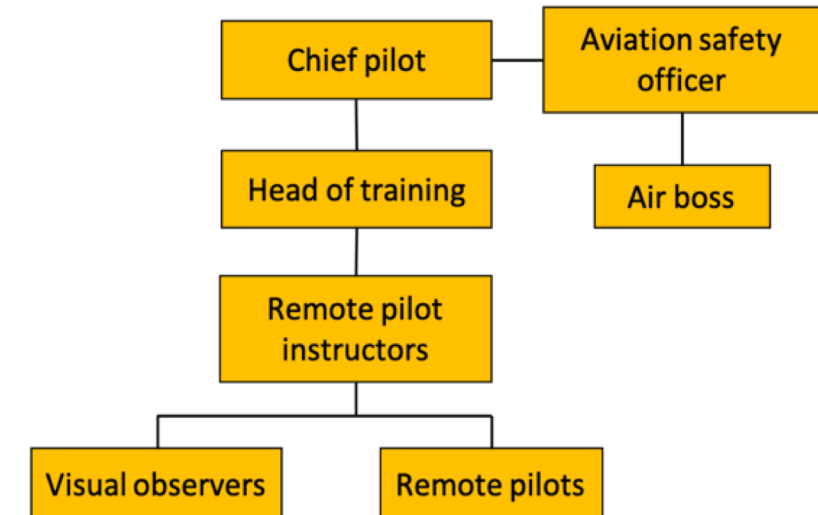 Chief pilot
Aviation safety
officer
Head of training
Air boss
Remote pilot
instructors
Visual observers
Remote pilots